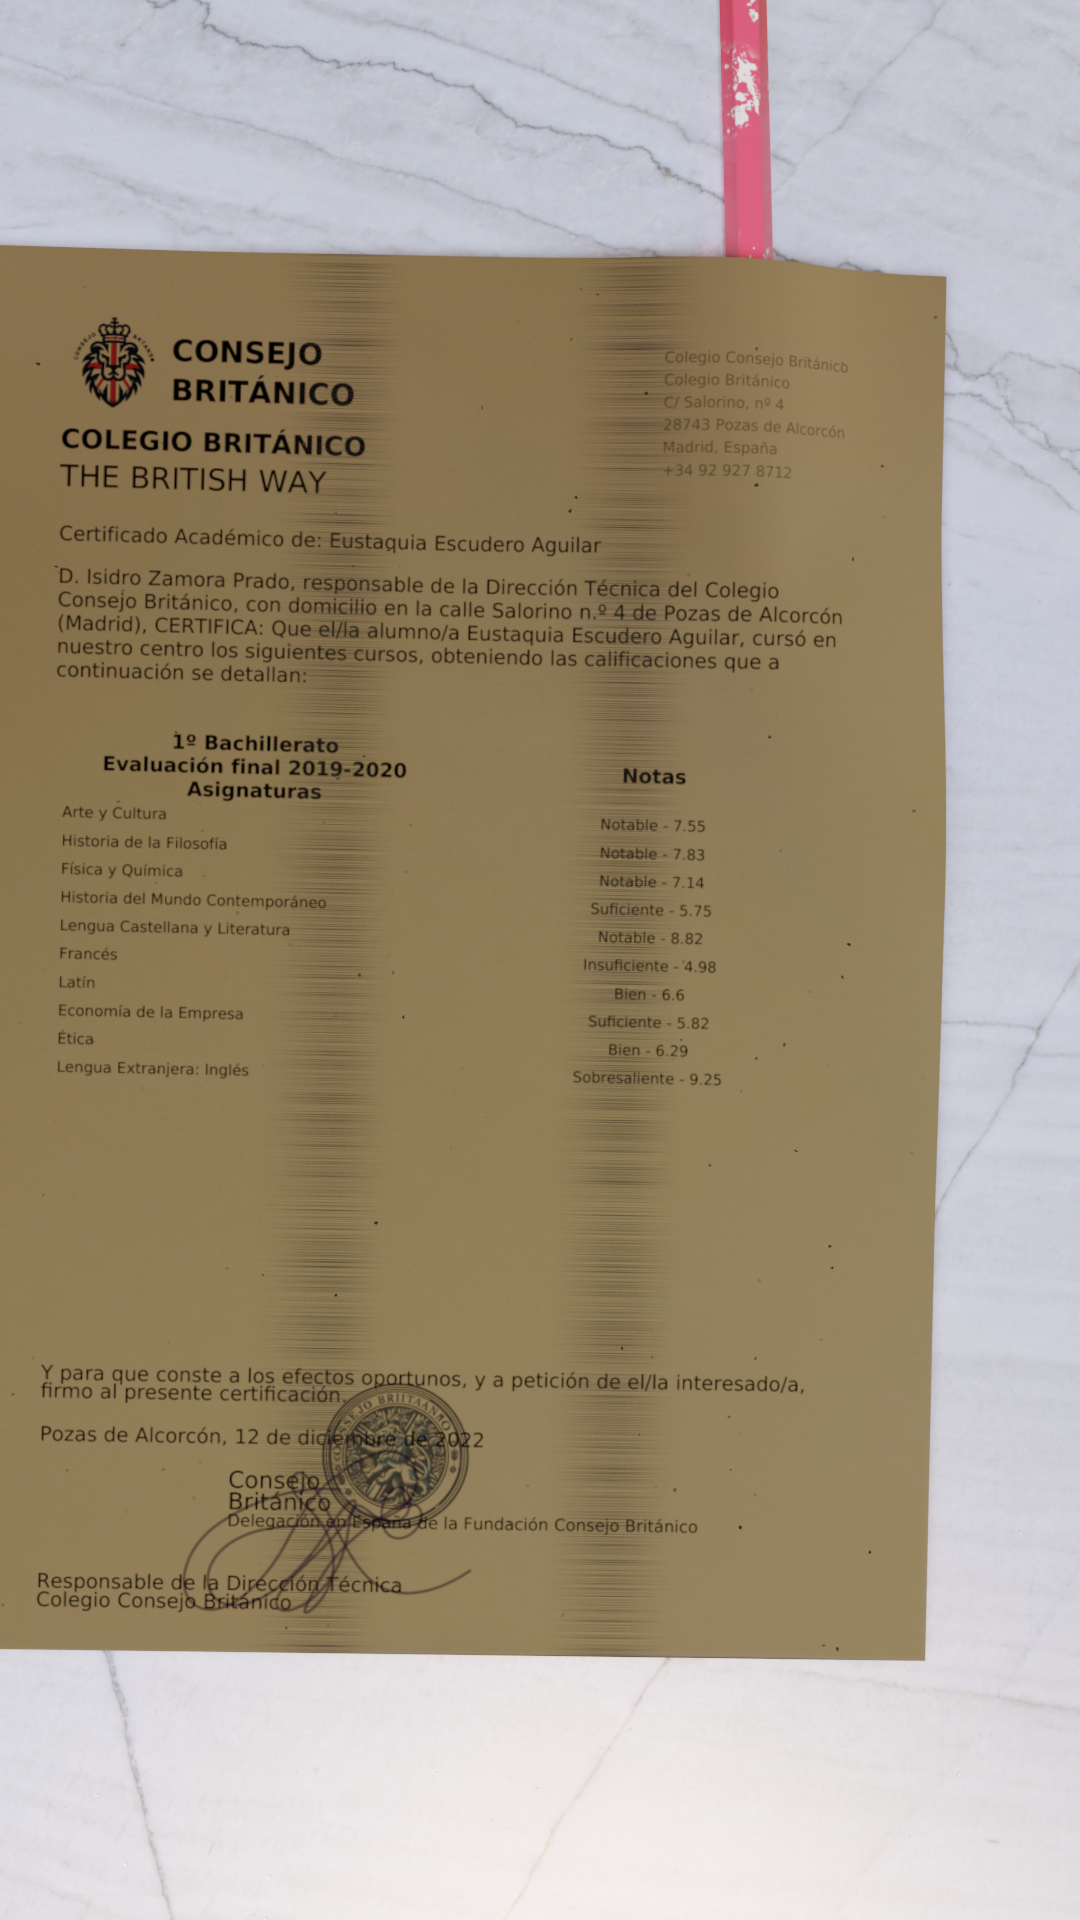 CONSEJO
BRITÁNICO
COLEGIO BRITÁNICO
THE BRITISH WAY
Colegio Consejo Británico
Colegio Británico
C/ Salorino, nº 4
28743 Pozas de Alcorcón
Madrid, España
+34 92 927 8712
Certificado Académico de: Eustaquia Escudero Aguilar
D. Isidro Zamora Prado, responsable de la Dirección Técnica del Colegio
Consejo Británico, con domicilio en la calle Salorino n.º 4 de Pozas de Alcorcón
(Madrid), CERTIFICA: Que el/la alumno/a Eustaquia Escudero Aguilar, cursó en
nuestro centro los siguientes cursos, obteniendo las calificaciones que a
continuación se detallan:
1º Bachillerato
Evaluación final 2019-2020
Asignaturas Notas
Arte y Cultura Notable - 7.55
Historia de la Filosofía Notable - 7.83
Física y Química Notable - 7.14
Historia del Mundo Contemporáneo Suficiente - 5.75
Lengua Castellana y Literatura Notable - 8.82
Francés Insuficiente - 4.98
Latín Bien - 6.6
Economía de la Empresa Suficiente - 5.82
Ética Bien - 6.29
Lengua Extranjera: Inglés Sobresaliente - 9.25
Y para que conste a los efectos oportunos, y a petición de el/la interesado/a,
firmo al presente certificación.
Pozas de Alcorcón, 12 de diciembre de 2022
Consejo
Británico
Delegación en España de la Fundación Consejo Británico
Responsable de la Dirección Técnica
Colegio Consejo Británico